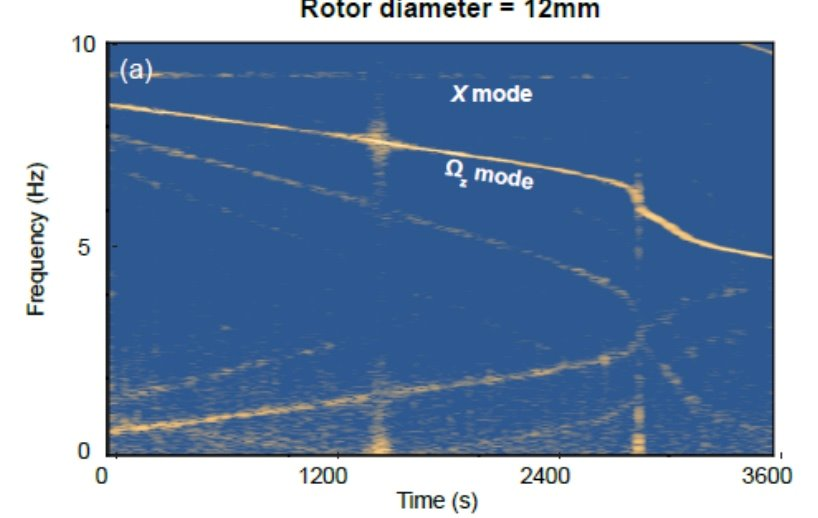 Rotor diameter = 12mm
10
(a)
X mode
Ωz mode
5
Frequency (Hz)
0
0 1200 2400 3600
Time (s)